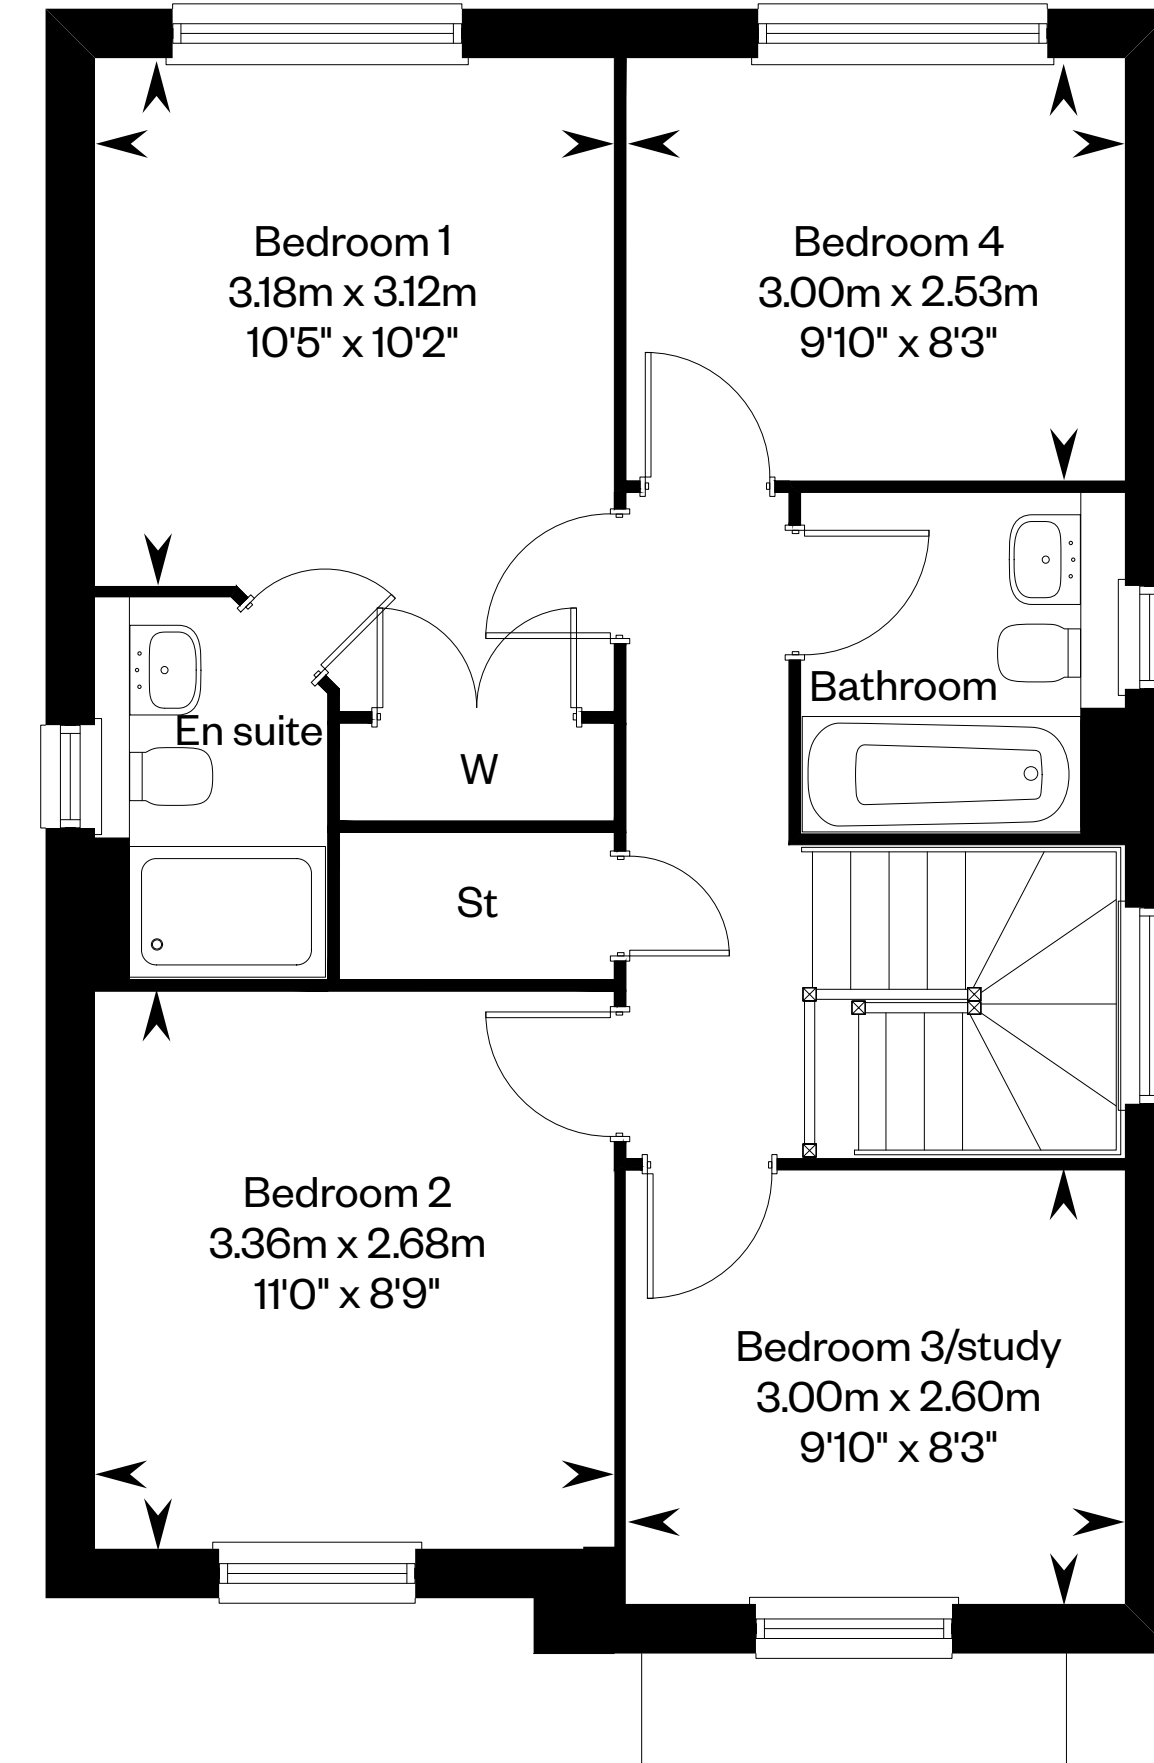 Bedroom 1
3.18m x 3.12m
10'5" x 10'2"
Bedroom 4
3.00m x 2.53m
9'10" x 8'3"
Bathroom
En suite
W
St
Bedroom 2
3.36m x 2.68m
11'0" x 8'9"
Bedroom 3/study
3.00m x 2.60m
9'10" x 8'3"